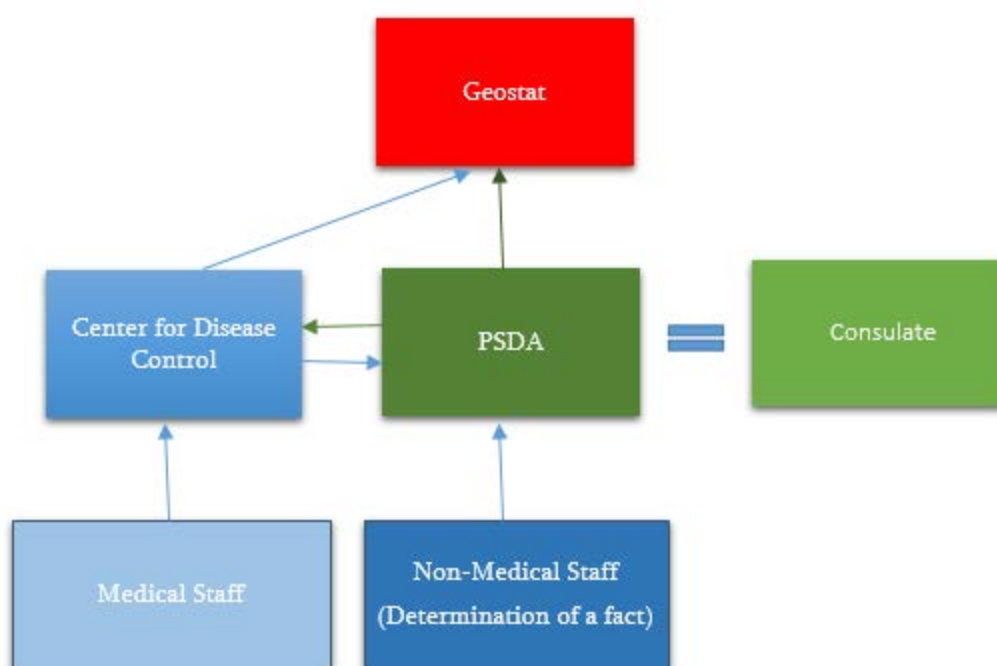 Geostat
Center for Disease
Control
PSDA
Consulate
Medical Staff
Non-Medical Staff
(Determination of a fact)